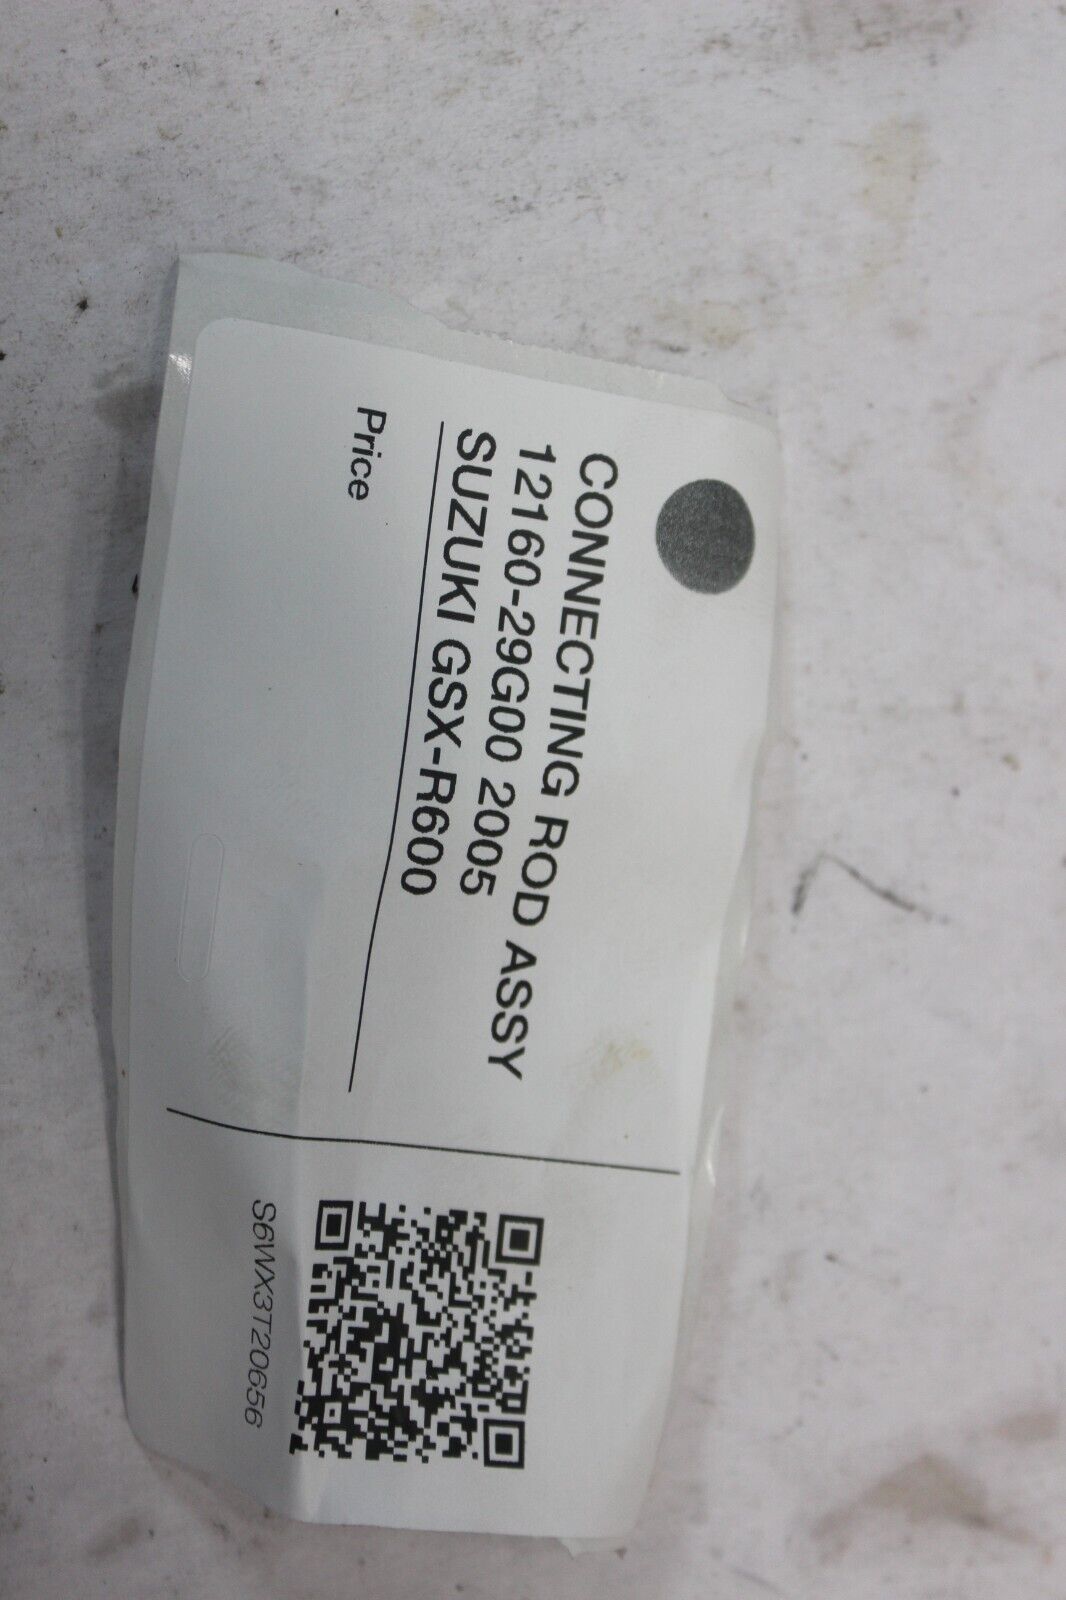 CONNECTING ROD ASSY
12160-29G00 2005
SUZUKI GSX-R600
Price
S6WX3T20656